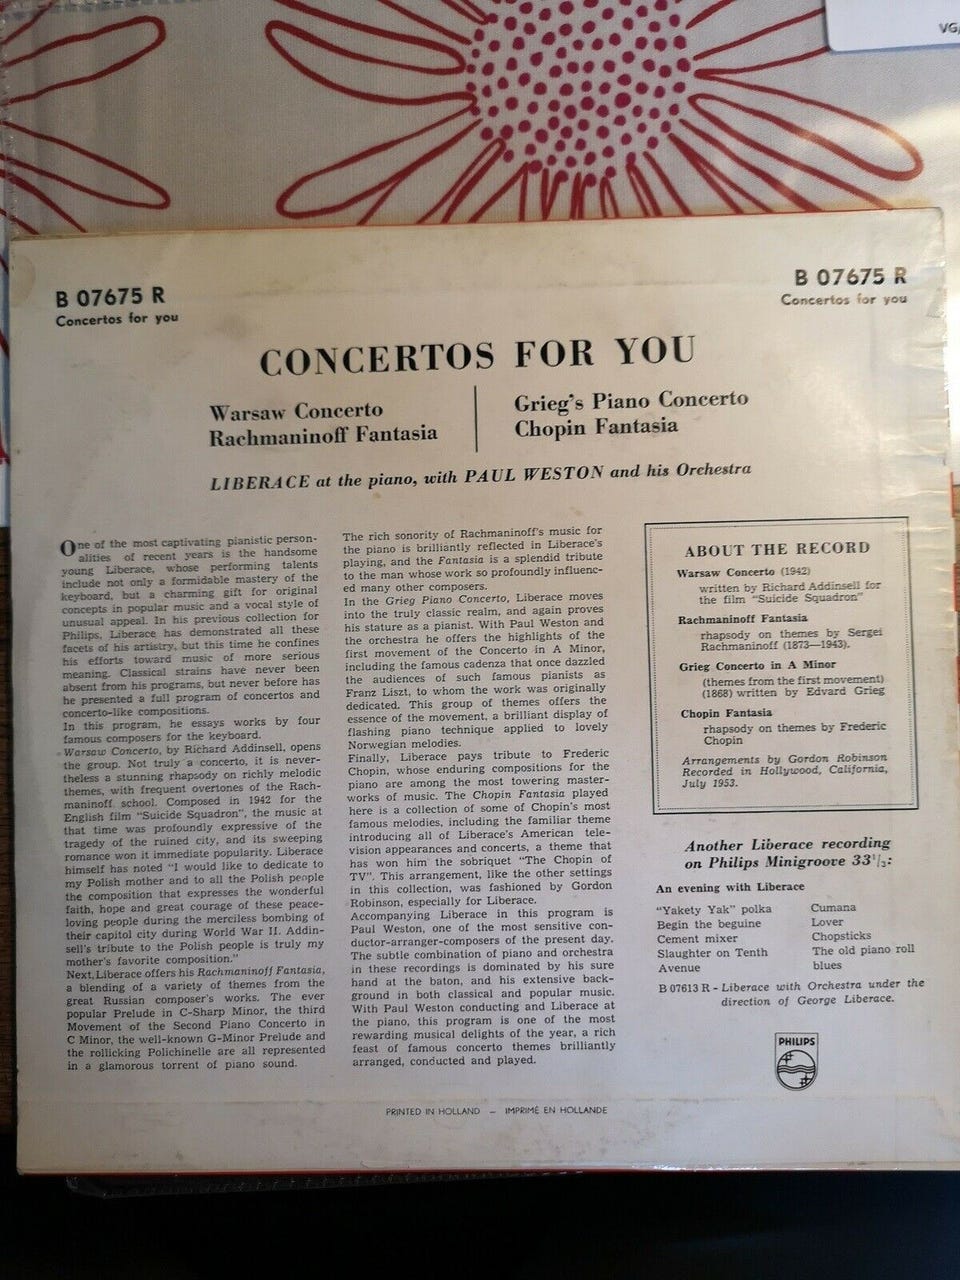 VG/
B 07675 R
Concertos for you
B 07675 R
Concertos for you
CONCERTOS FOR YOU
Warsaw Concerto
Rachmaninoff Fantasia
Grieg's Piano Concerto
Chopin Fantasia
LIBERACE at the piano, with PAUL WESTON and his Orchestra
One of the most captivating pianistic person-
alities of recent years is the handsome
young Liberace, whose performing talents
include not only a formidable mastery of the
keyboard, but a charming gift for original
concepts in popular music and a vocal style of
unusual appeal. In his previous collection for
Philips, Liberace has demonstrated all these
facets of his artistry, but this time he confines
his efforts toward music of more serious
meaning. Classical strains have never been
absent from his programs, but never before has
he presented a full program of concertos and
concerto-like compositions.
In this program, he essays works by four
famous composers for the keyboard.
Warsaw Concerto, by Richard Addinsell, opens
the group. Not truly a concerto, it is never-
theless a stunning rhapsody on richly melodic
themes, with frequent overtones of the Rach-
maninoff school. Composed in 1942 for the
English film "Suicide Squadron", the music at
that time was profoundly expressive of the
tragedy of the ruined city, and its sweeping
romance won it immediate popularity. Liberace
himself has noted "I would like to dedicate to
my Polish mother and to all the Polish people
the composition that expresses the wonderful
faith, hope and great courage of these peace-
loving people during the merciless bombing of
their capitol city during World War II. Addin-
sell's tribute to the Polish people is truly my
mother's favorite composition."
Next, Liberace offers his Rachmaninoff Fantasia,
a blending of a variety of themes from the
great Russian composer's works. The ever
popular Prelude in C-Sharp Minor, the third
Movement of the Second Piano Concerto in
C Minor, the well-known G-Minor Prelude and
the rollicking Polichinelle are all represented
in a glamorous torrent of piano sound.
The rich sonority of Rachmaninoff's music for
the piano is brilliantly reflected in Liberace's
playing, and the Fantasia is a splendid tribute
to the man whose work so profoundly influenc-
ed many other composers.
In the Grieg Piano Concerto, Liberace moves
into the truly classic realm, and again proves
his stature as a pianist. With Paul Weston and
the orchestra he offers the highlights of the
first movement of the Concerto in A Minor,
including the famous cadenza that once dazzled
the audiences of such famous pianists as
Franz Liszt, to whom the work was originally
dedicated. This group of themes offers the
essence of the movement, a brilliant display of
flashing piano technique applied to lovely
Norwegian melodies.
Finally, Liberace pays tribute to Frederic
Chopin, whose enduring compositions for the
piano are among the most towering master-
works of music. The Chopin Fantasia played
here is a collection of some of Chopin's most
famous melodies, including the familiar theme
introducing all of Liberace's American tele-
vision appearances and concerts, a theme that
has won him the sobriquet "The Chopin of
TV". This arrangement, like the other settings
in this collection, was fashioned by Gordon
Robinson, especially for Liberace.
Accompanying Liberace in this program is
Paul Weston, one of the most sensitive con-
ductor-arranger-composers of the present day.
The subtle combination of piano and orchestra
in these recordings is dominated by his sure
hand at the baton, and his extensive back-
ground in both classical and popular music.
With Paul Weston conducting and Liberace at
the piano, this program is one of the most
rewarding musical delights of the year, a rich
feast of famous concerto themes brilliantly
arranged, conducted and played.
ABOUT THE RECORD
Warsaw Concerto (1942)
written by Richard Addinsell for
the film "Suicide Squadron"
Rachmaninoff Fantasia
rhapsody on themes by Sergei
Rachmaninoff (1873—1943).
Grieg Concerto in A Minor
(themes from the first movement)
(1868) written by Edvard Grieg
Chopin Fantasia
rhapsody on themes by Frederic
Chopin
Arrangements by Gordon Robinson
Recorded in Hollywood, California,
July 1953.
Another Liberace recording
on Philips Minigroove 33 1/3:
An evening with Liberace
"Yakety Yak" polka
Begin the beguine
Cement mixer
Slaughter on Tenth
Avenue
Cumana
Lover
Chopsticks
The old piano roll
blues
B 07613 R - Liberace with Orchestra under the
direction of George Liberace.
PHILIPS
PRINTED IN HOLLAND — IMPRIMÉ EN HOLLANDE